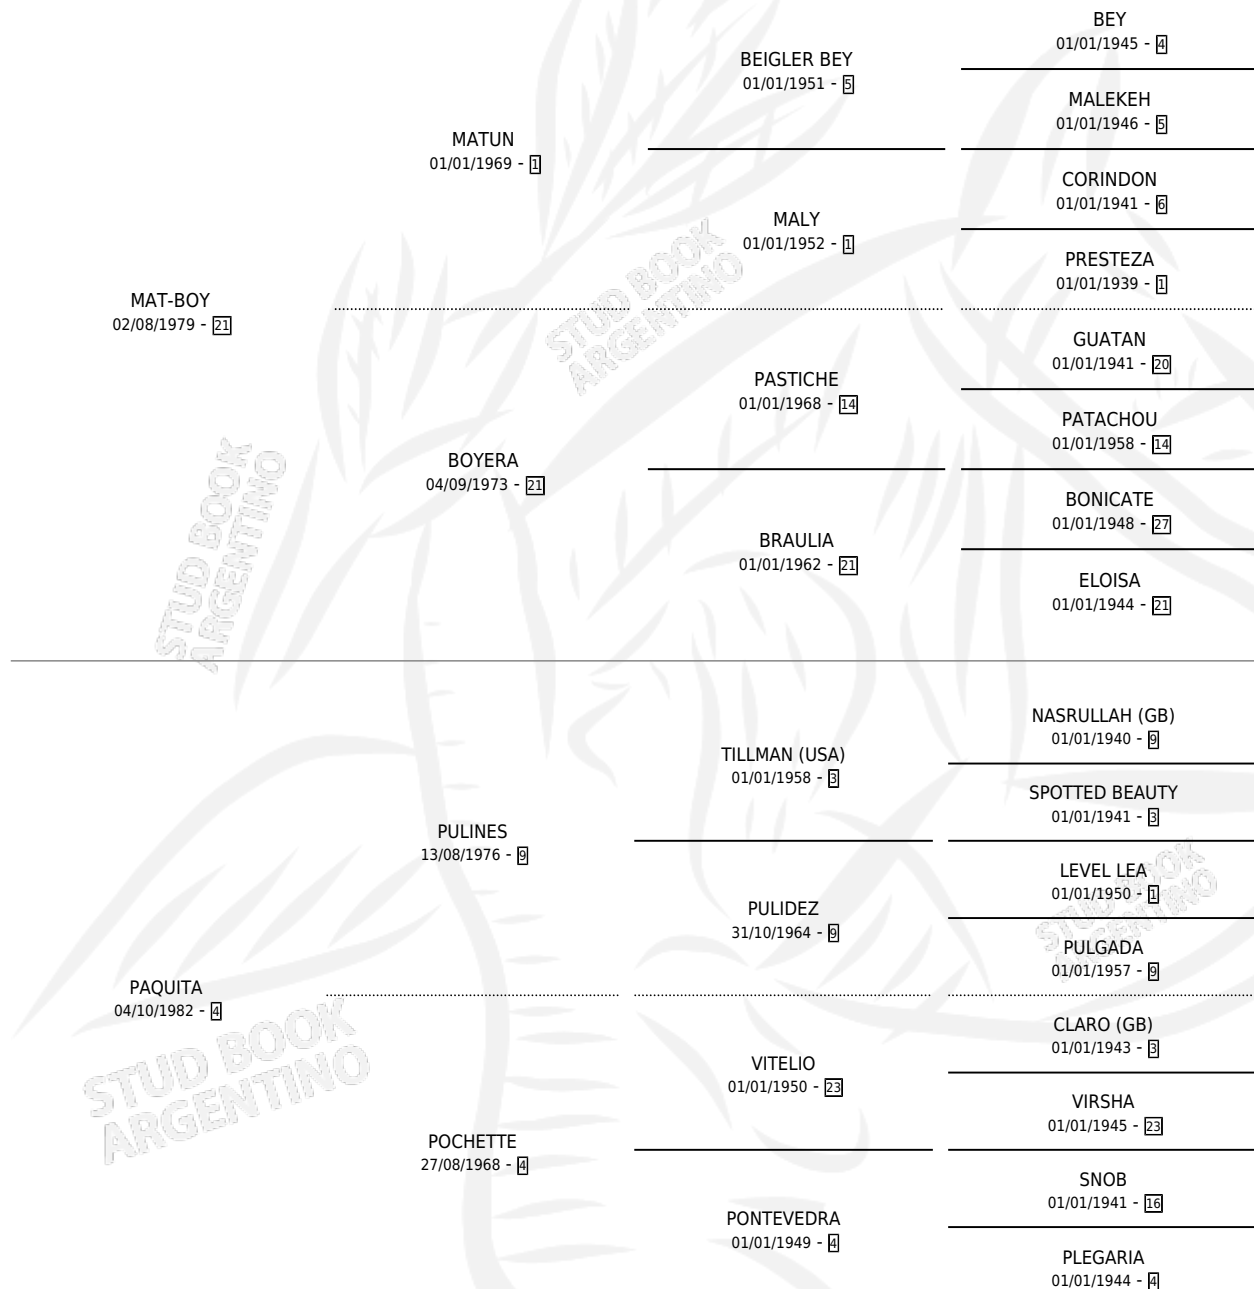 BEY
01/01/1945 - 4
BEIGLER BEY
01/01/1951 - 5
MALEKEH
01/01/1946 - 5
MATUN
01/01/1969 - 1
CORINDON
01/01/1941 - 6
MALY
01/01/1952 - 1
PRESTEZA
01/01/1939 - 1
MAT-BOY
02/08/1979 - 21
GUATAN
01/01/1941 - 20
PASTICHE
01/01/1968 - 14
PATACHOU
01/01/1958 - 14
BOYERA
04/09/1973 - 21
BONICATE
01/01/1948 - 27
BRAULIA
01/01/1962 - 21
ELOISA
01/01/1944 - 21
NASRULLAH (GB)
01/01/1940 - 9
TILLMAN (USA)
01/01/1958 - 3
SPOTTED BEAUTY
01/01/1941 - 3
PULINES
13/08/1976 - 9
LEVEL LEA
01/01/1950 - 1
PULIDEZ
31/10/1964 - 9
PULGADA
01/01/1957 - 9
PAQUITA
04/10/1982 - 4
CLARO (GB)
01/01/1943 - 3
VITELIO
01/01/1950 - 23
VIRSHA
01/01/1945 - 23
POCHETTE
27/08/1968 - 4
SNOB
01/01/1941 - 16
PONTEVEDRA
01/01/1949 - 4
PLEGARIA
01/01/1944 - 4
STUD BOOK
ARGENTINO
STUD BOOK
ARGENTINO
STUD BOOK
ARGENTINO
STUD BOOK
ARGENTINO